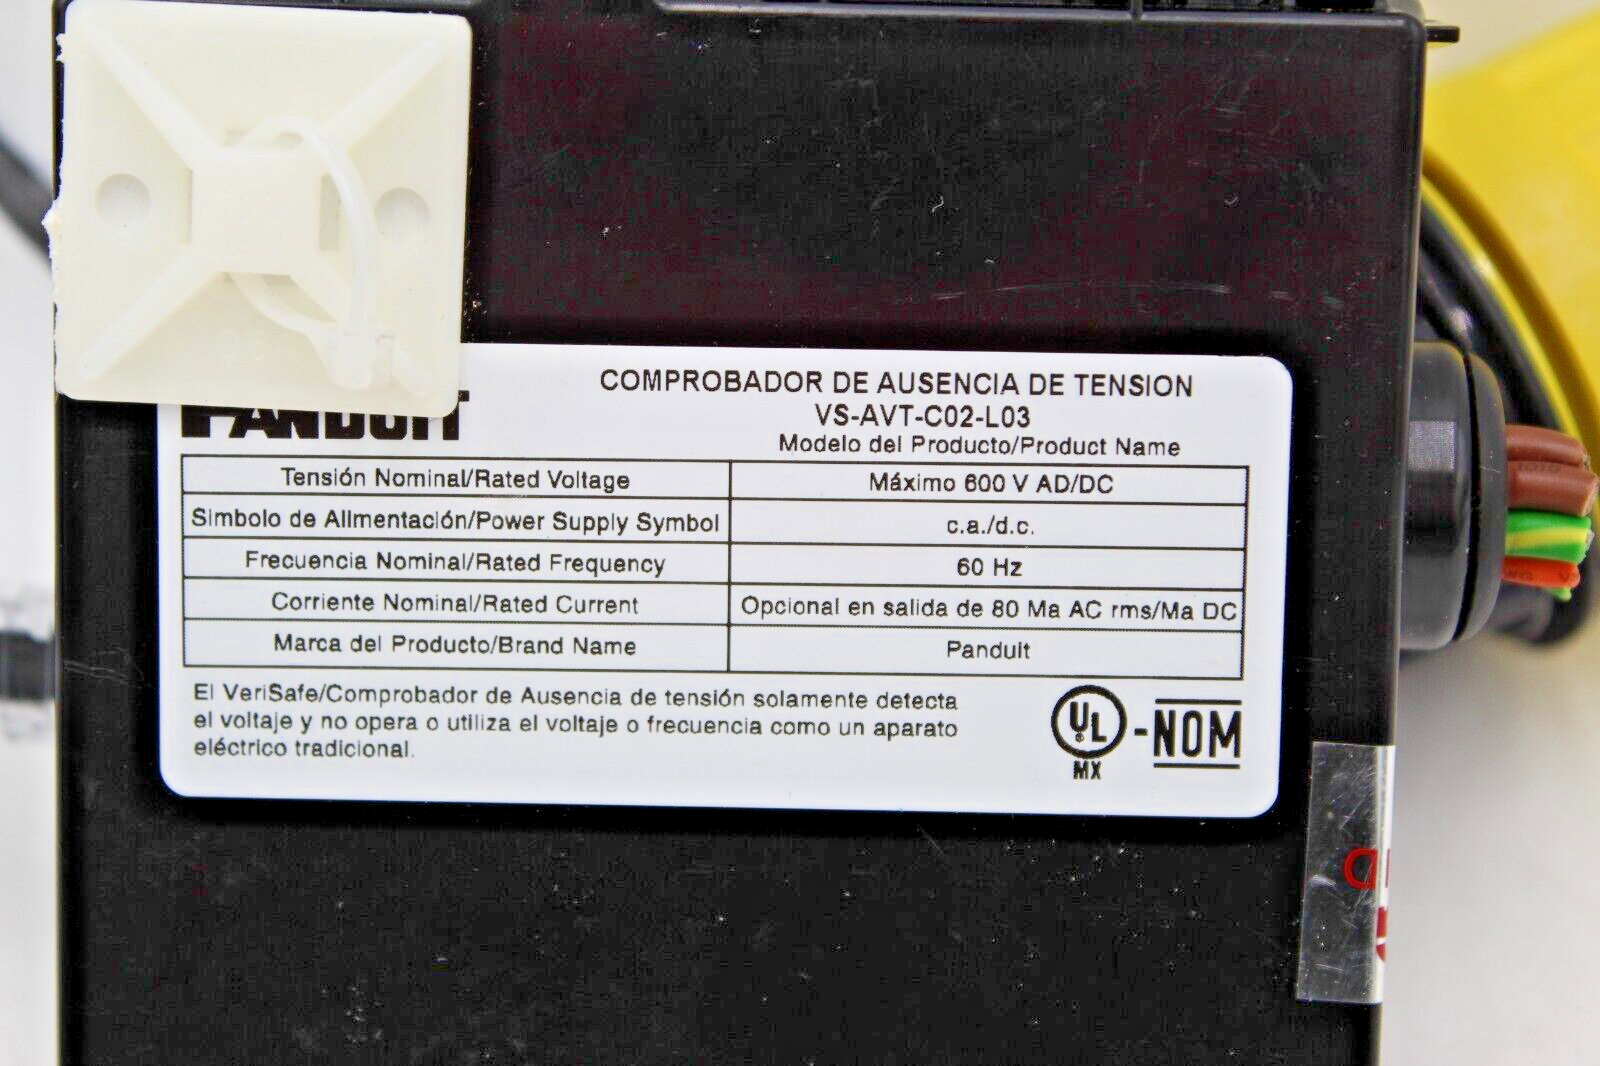 PANDUIT
COMPROBADOR DE AUSENCIA DE TENSION
VS-AVT-C02-L03
Modelo del Producto/Product Name
Tensión Nominal/Rated Voltage Máximo 600 V AD/DC
Simbolo de Alimentación/Power Supply Symbol c.a./d.c.
Frecuencia Nominal/Rated Frequency 60 Hz
Corriente Nominal/Rated Current Opcional en salida de 80 Ma AC rms/Ma DC
Marca del Producto/Brand Name Panduit
El VeriSafe/Comprobador de Ausencia de tensión solamente detecta
el voltaje y no opera o utiliza el voltaje o frecuencia como un aparato
eléctrico tradicional.
UL
MX
-NOM